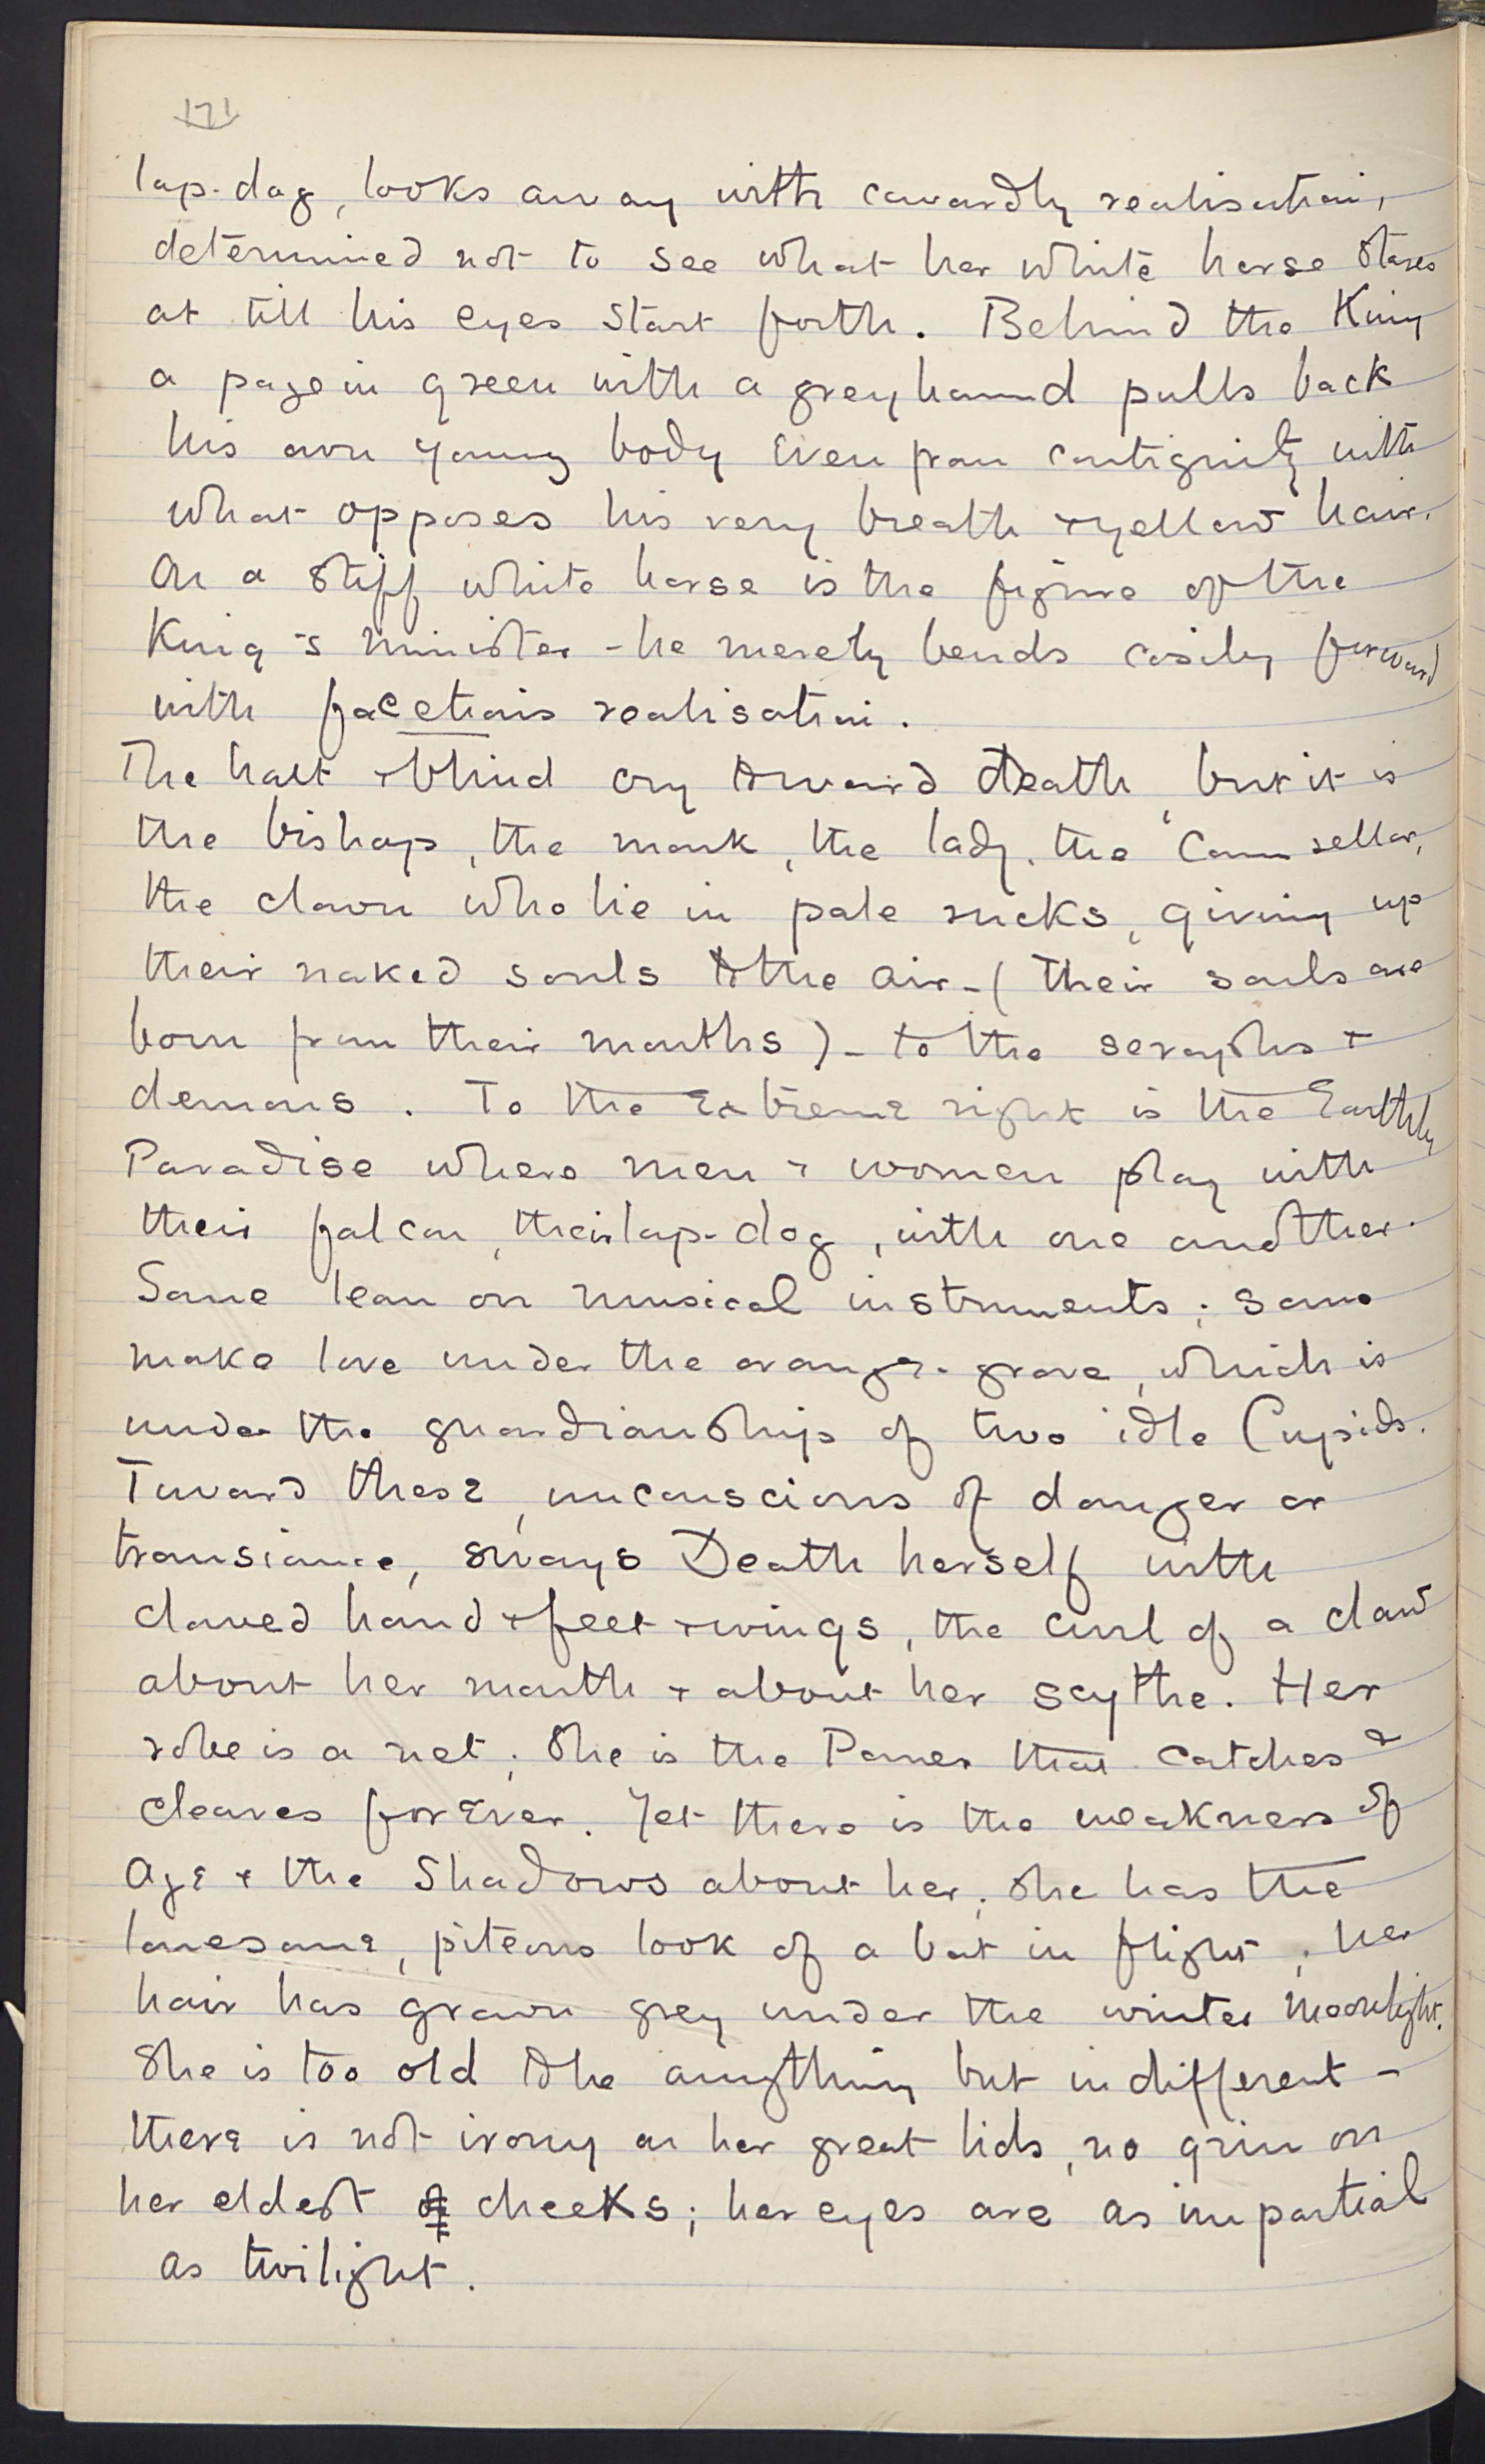 171
lap-dog, looks away with cowardly realisation,
determined not to see what her white horse stares
at till his eyes start forth. Behind the King
a page in green with a greyhound pulls back
his own young body even from contiguity with
what opposes his very breath + yellow hair.
On a stiff white horse is the figure of the
King's minister - he merely bends cosily forward
with facetious realisation.
The halt + blind cry toward death, but it is
the bishop, the monk, the lady, the counsellor,
the clown who lie in pale rucks, giving up
their naked souls to the air - (their souls are
born from their mouths) - to the seraphs +
demons. To the extreme right is the Earthly
Paradise where men + women play with
their falcon, their lap-dog, with one another.
Some lean on musical instruments; some
make love under the orange-grove, which is
under the guardianship of two idle Cupids.
Toward these, unconscious of danger or
transience, sways Death herself with
clawed hand + feet + wings, the curl of a claw
about her mouth + about her scythe. Her
robe is a net; She is the Power that catches &
cleaves forever. Yet there is the weakness of
Age + the Shadows about her; she has the
lonesome, piteous look of a bat in flight; her
hair has grown grey under the winter moonlight.
She is too old to be anything but indifferent -
there is not irony on her great lids, no grin on
her eldest of cheeks; her eyes are as impartial
as twilight.